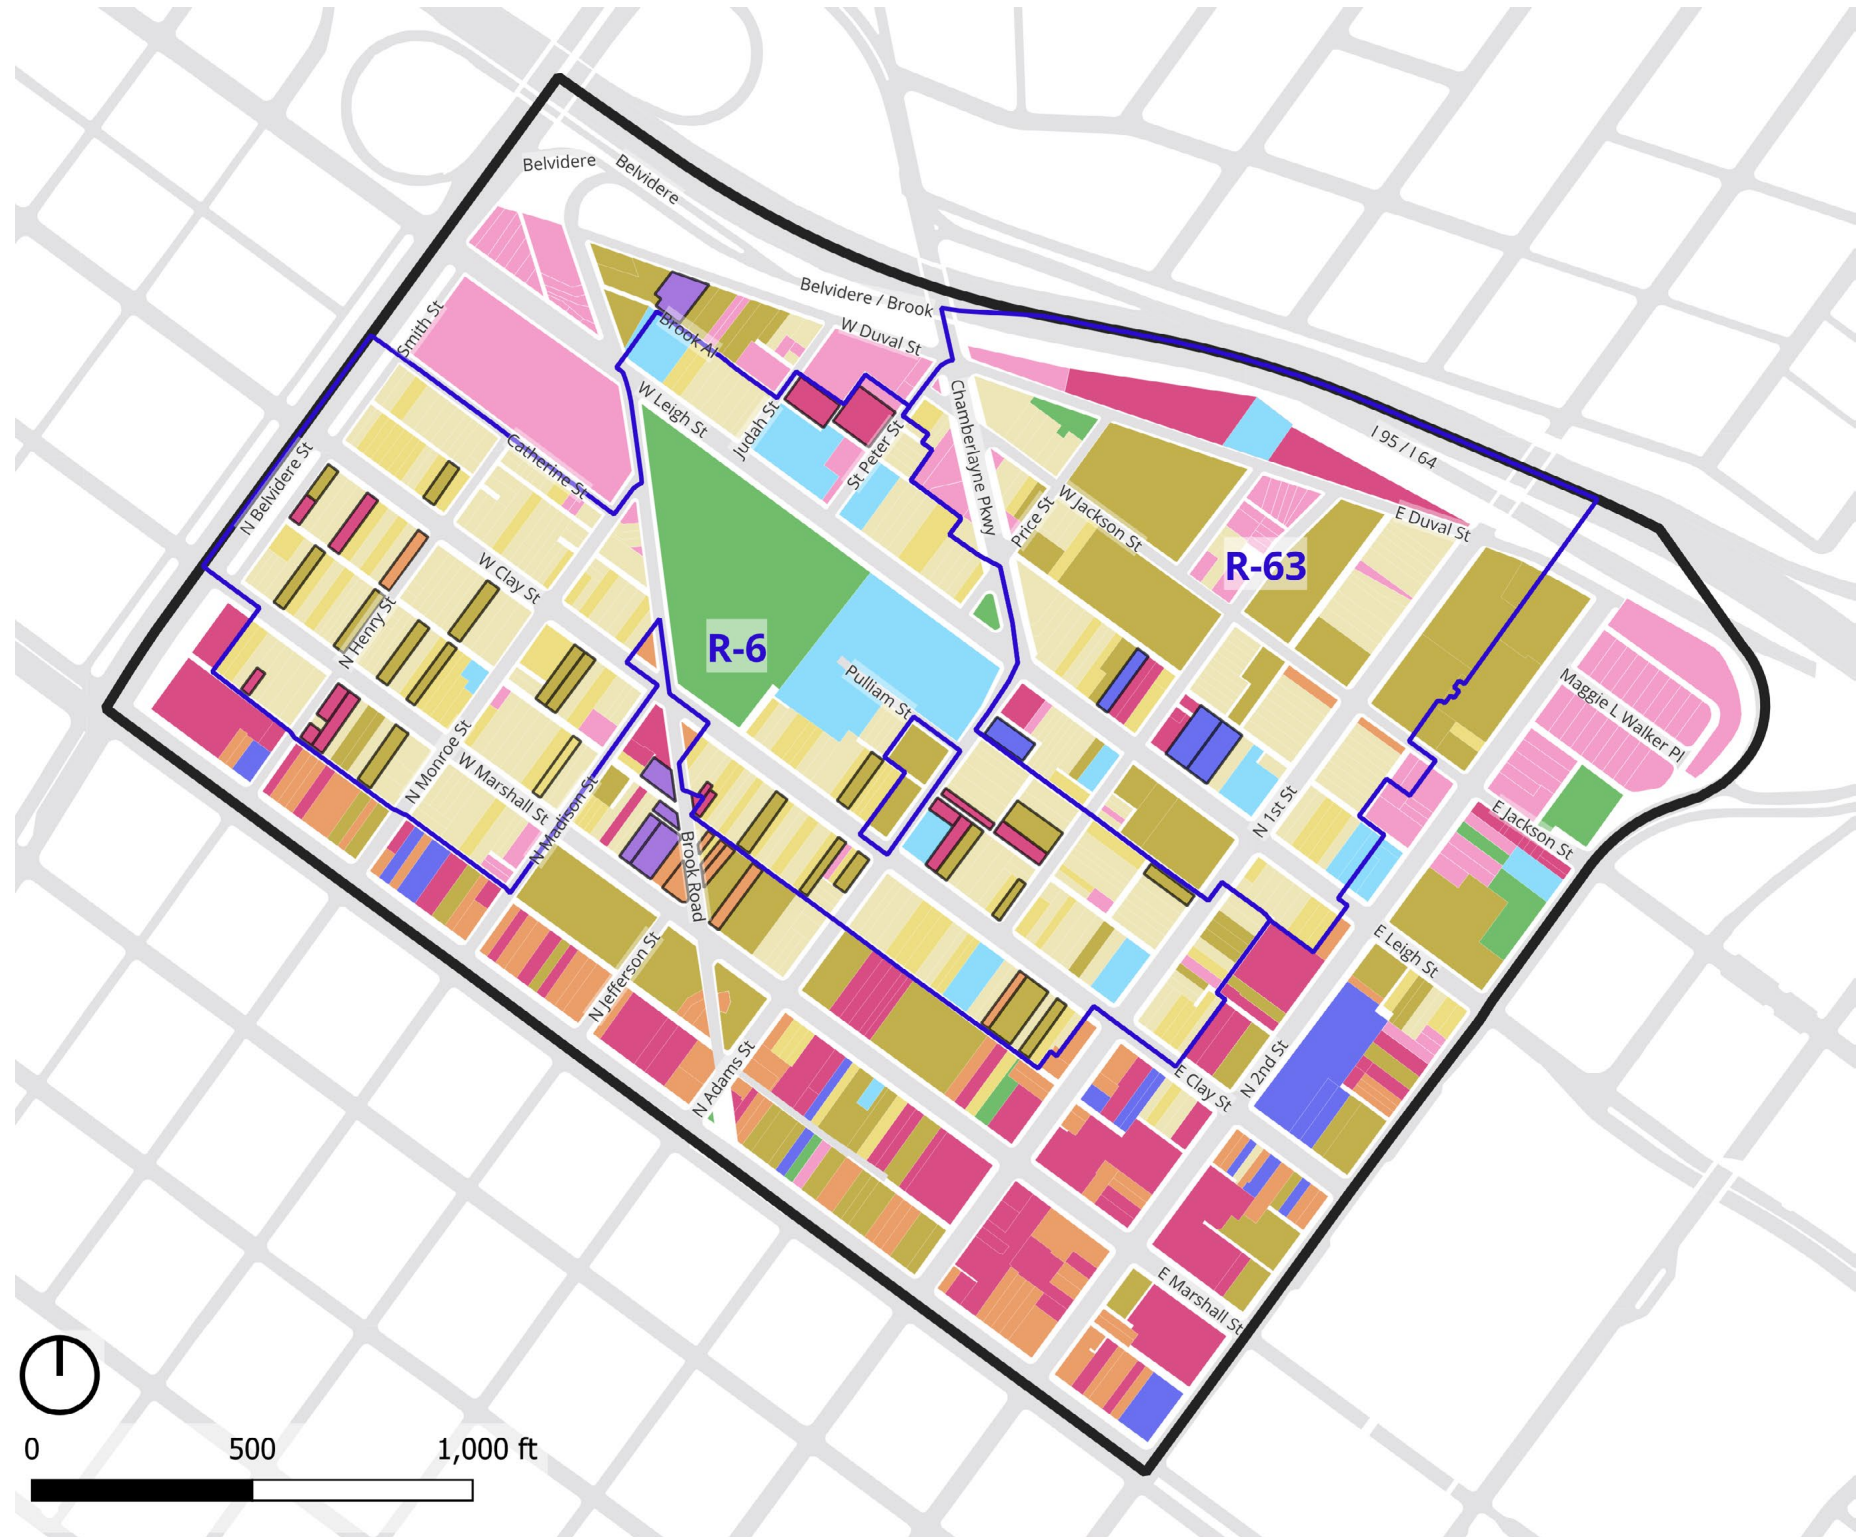 Belvidere
Belvidere
Belvidere / Brook
W Duval St
Smith St
Brook Al
W Leigh St
Judah St
St Peter St
Chamberlayne Pkwy
I 95 / I 64
Catherine St
N Belvidere St
Price St
W Jackson St
E Duval St
R-63
W Clay St
N Henry St
R-6
Pulliam St
Maggie L Walker Pl
N Monroe St
W Marshall St
N Madison St
Brook Road
N 1st St
E Jackson St
E Leigh St
N Jefferson St
N Adams St
E Clay St
N 2nd St
E Marshall St
0 500 1,000 ft